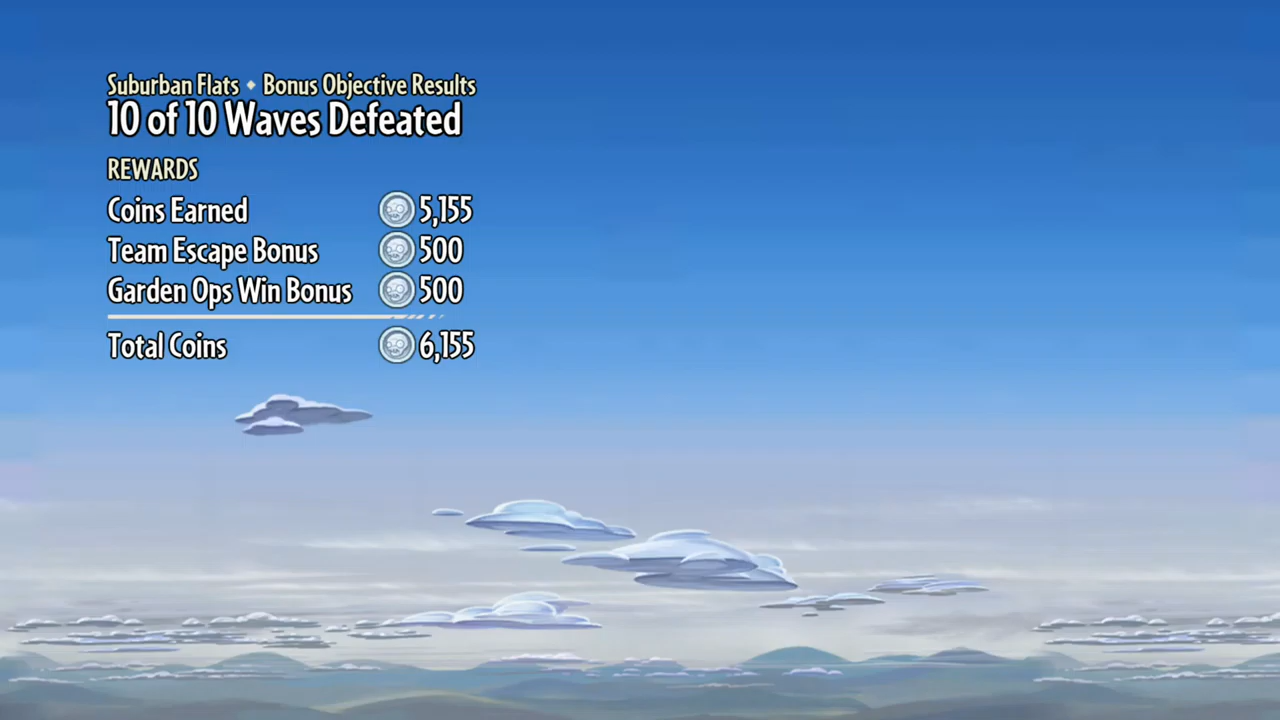 Suburban Flats ◆ Bonus Objective Results
10 of 10 Waves Defeated
REWARDS
Coins Earned 5,155
Team Escape Bonus 500
Garden Ops Win Bonus 500
Total Coins 6,155